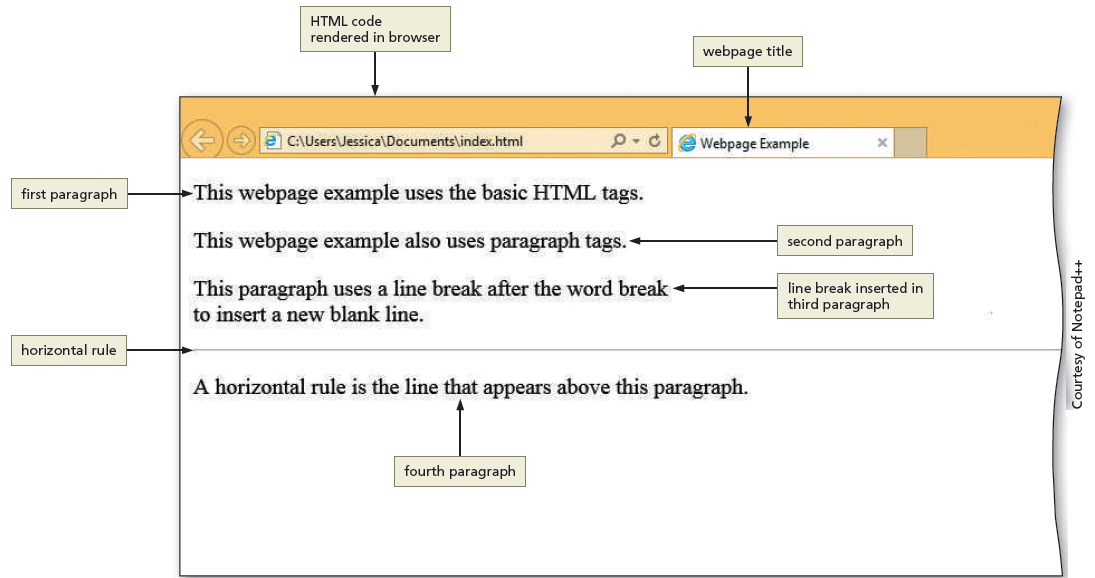 HTML code
rendered in browser
webpage title
C:\Users\Jessica\Documents\index.html
Webpage Example
first paragraph
This webpage example uses the basic HTML tags.
This webpage example also uses paragraph tags.
second paragraph
This paragraph uses a line break after the word break
to insert a new blank line.
line break inserted in
third paragraph
horizontal rule
A horizontal rule is the line that appears above this paragraph.
fourth paragraph
Courtesy of Notepad++